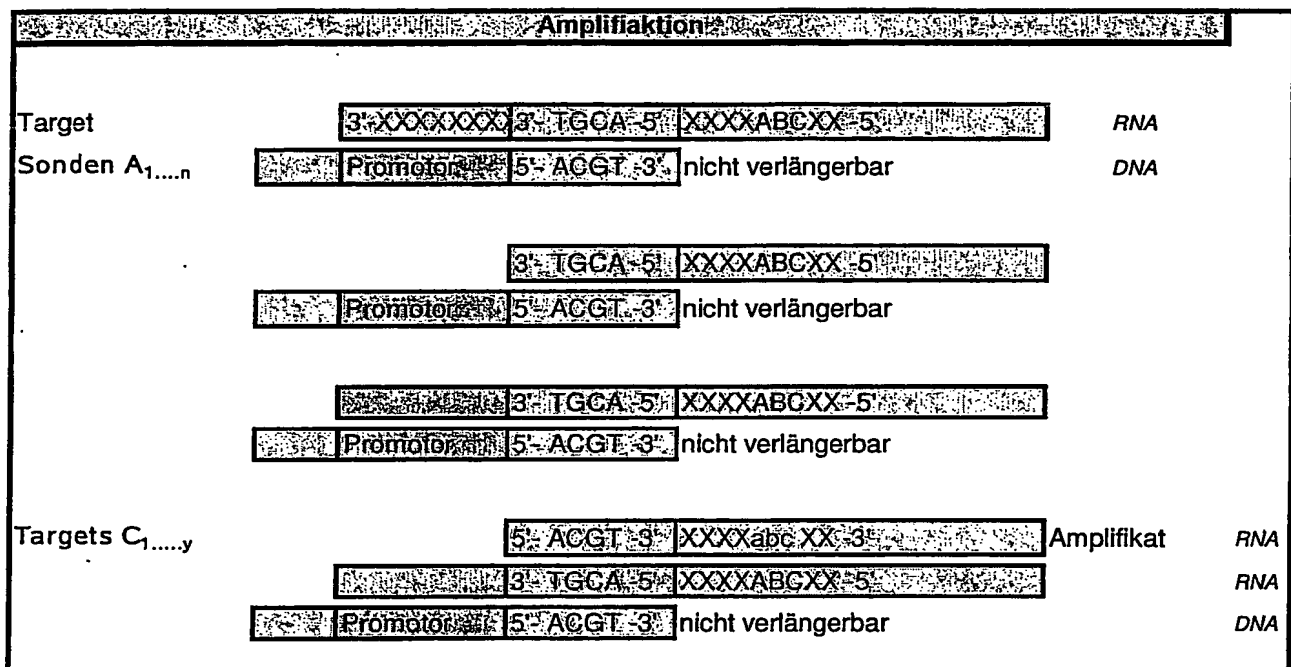 Amplifiaktion
Target 3'-XXXXXXX 3'- TGCA -5' XXXXABCXX -5' RNA
Sonden A1....n Promotor 5'- ACGT -3' nicht verlängerbar DNA
3'- TGCA -5' XXXXABCXX -5'
Promotor 5'- ACGT -3' nicht verlängerbar
3'- TGCA -5' XXXXABCXX -5'
Promotor 5'- ACGT -3' nicht verlängerbar
Targets C1.....y 5'- ACGT -3' XXXXabc XX -3' Amplifikat RNA
3'- TGCA -5' XXXXABCXX -5' RNA
Promotor 5'- ACGT -3' nicht verlängerbar DNA